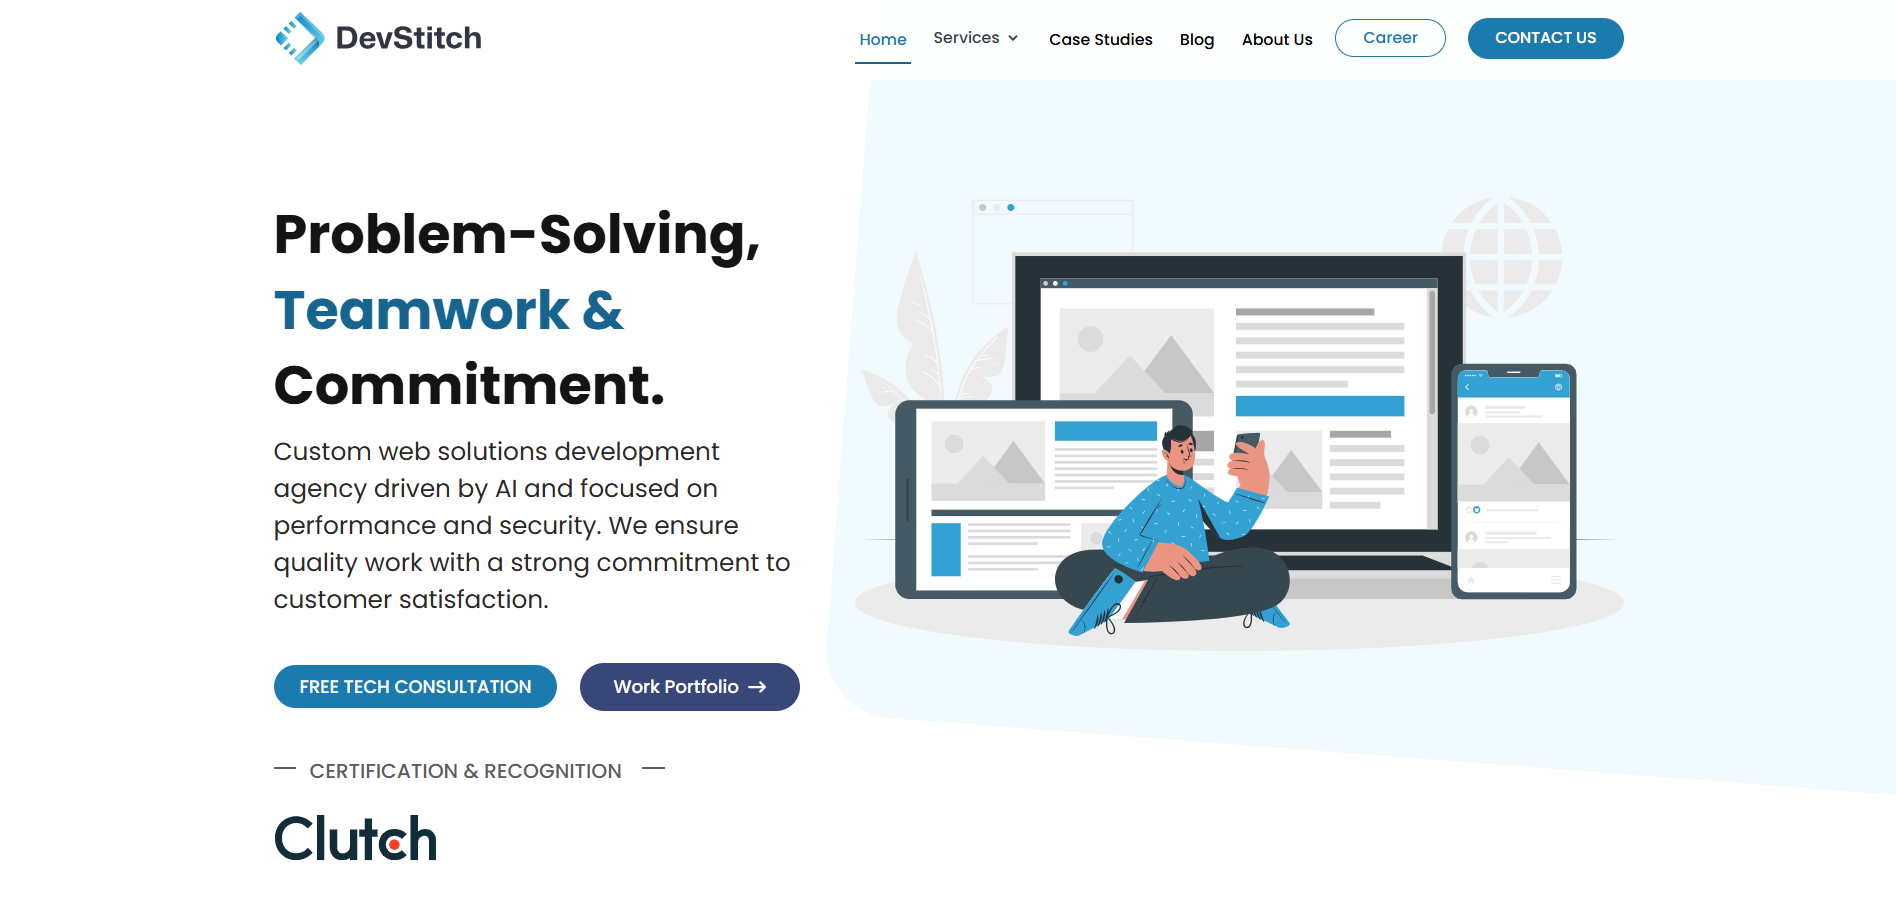 DevStitch
Home
Services
Case Studies
Blog
About Us
Career
CONTACT US
Problem-Solving,
Teamwork &
Commitment.
Custom web solutions development
agency driven by AI and focused on
performance and security. We ensure
quality work with a strong commitment to
customer satisfaction.
FREE TECH CONSULTATION
Work Portfolio
CERTIFICATION & RECOGNITION
Clutch